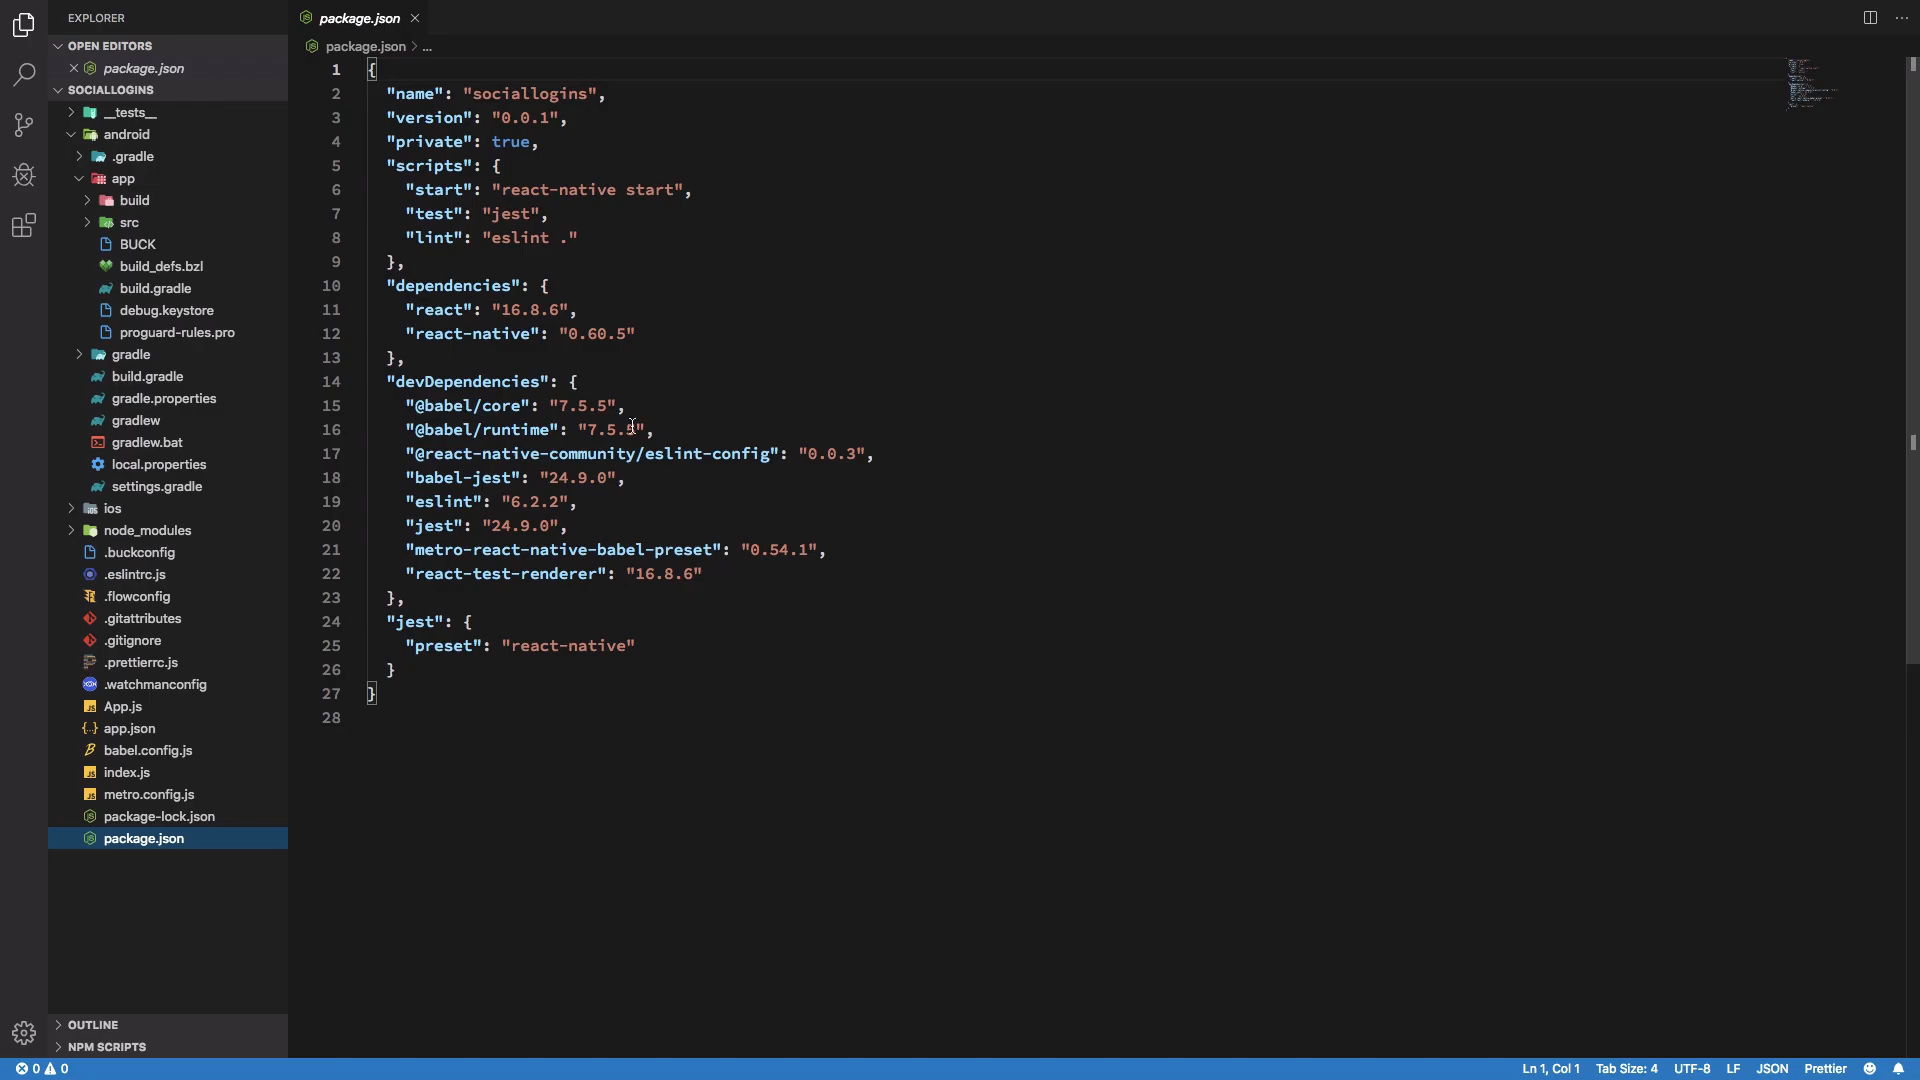 EXPLORER
OPEN EDITORS
package.json
SOCIALLOGINS
__tests__
android
.gradle
app
build
src
BUCK
build_defs.bzl
build.gradle
debug.keystore
proguard-rules.pro
gradle
build.gradle
gradle.properties
gradlew
gradlew.bat
local.properties
settings.gradle
ios
node_modules
.buckconfig
.eslintrc.js
.flowconfig
.gitattributes
.gitignore
.prettierrc.js
.watchmanconfig
App.js
app.json
babel.config.js
index.js
metro.config.js
package-lock.json
package.json
OUTLINE
NPM SCRIPTS
package.json
package.json > ...
1 {
2 "name": "sociallogins",
3 "version": "0.0.1",
4 "private": true,
5 "scripts": {
6 "start": "react-native start",
7 "test": "jest",
8 "lint": "eslint ."
9 },
10 "dependencies": {
11 "react": "16.8.6",
12 "react-native": "0.60.5"
13 },
14 "devDependencies": {
15 "@babel/core": "7.5.5",
16 "@babel/runtime": "7.5.5",
17 "@react-native-community/eslint-config": "0.0.3",
18 "babel-jest": "24.9.0",
19 "eslint": "6.2.2",
20 "jest": "24.9.0",
21 "metro-react-native-babel-preset": "0.54.1",
22 "react-test-renderer": "16.8.6"
23 },
24 "jest": {
25 "preset": "react-native"
26 }
27 }
28
0 0 Ln 1, Col 1 Tab Size: 4 UTF-8 LF JSON Prettier